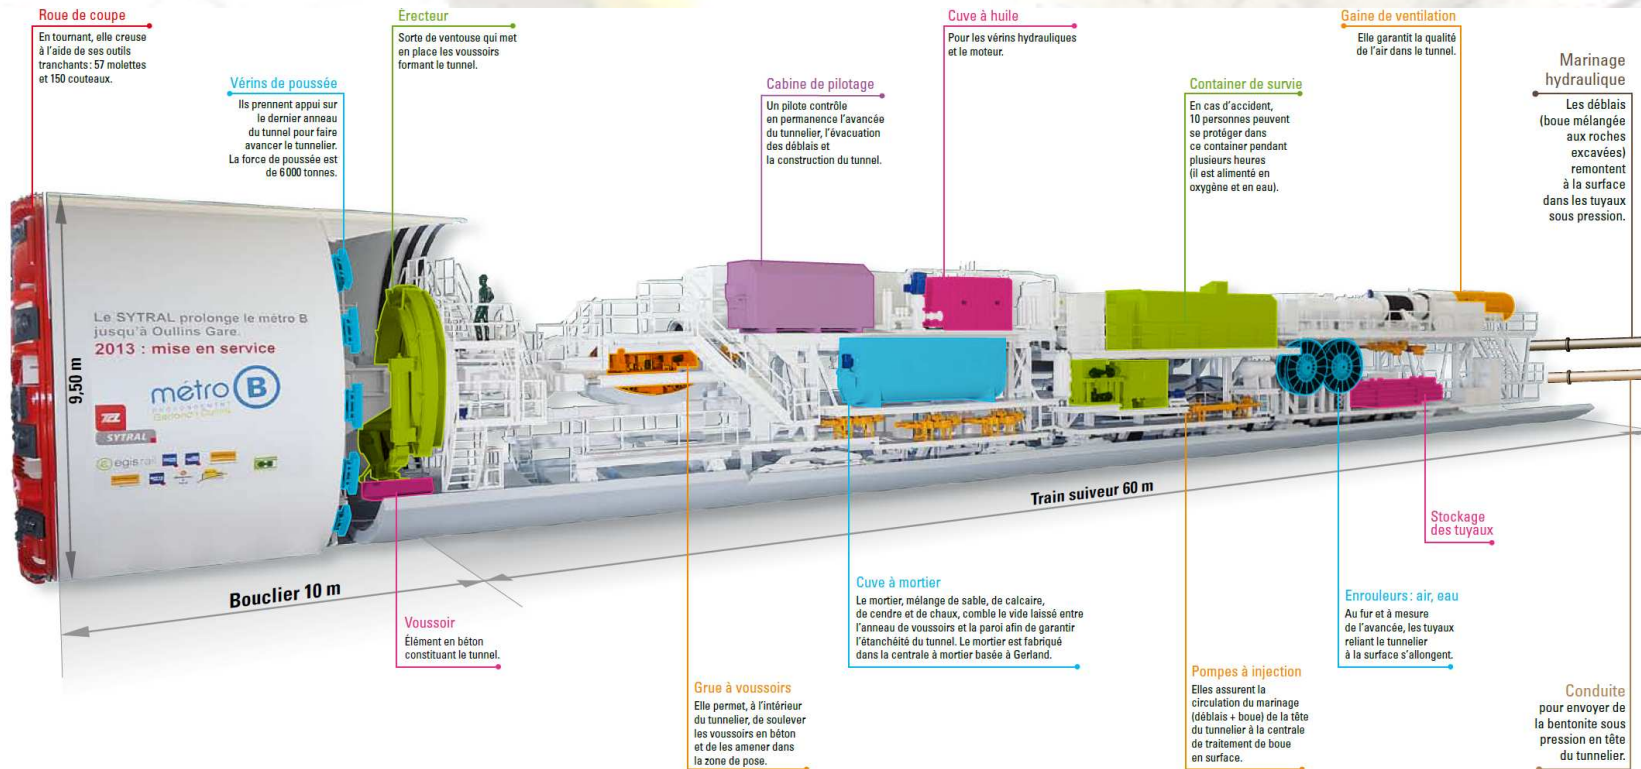 Roue de coupe
En tournant, elle creuse
à l'aide de ses outils
tranchants : 57 molettes
et 150 couteaux.
Vérins de poussée
Ils prennent appui sur
le dernier anneau
du tunnel pour faire
avancer le tunnelier.
La force de poussée est
de 6 000 tonnes.
Érecteur
Sorte de ventouse qui met
en place les voussoirs
formant le tunnel.
Cabine de pilotage
Un pilote contrôle
en permanence l'avancée
du tunnelier, l'évacuation
des déblais et
la construction du tunnel.
Cuve à huile
Pour les vérins hydrauliques
et le moteur.
Container de survie
En cas d'accident,
10 personnes peuvent
se protéger dans
ce container pendant
plusieurs heures
(il est alimenté en
oxygène et en eau).
Gaine de ventilation
Elle garantit la qualité
de l'air dans le tunnel.
Marinage
hydraulique
Les déblais
(boue mélangée
aux roches
excavées)
remontent
à la surface
dans les tuyaux
sous pression.
Le SYTRAL prolonge le métro B
jusqu'à Oullins Gare.
2013 : mise en service
métro B
TCL
SYTRAL
egis rail
9,50 m
Bouclier 10 m
Train suiveur 60 m
Voussoir
Élément en béton
constituant le tunnel.
Grue à voussoirs
Elle permet, à l'intérieur
du tunnelier, de soulever
les voussoirs en béton
et de les amener dans
la zone de pose.
Cuve à mortier
Le mortier, mélange de sable, de calcaire,
de cendre et de chaux, comble le vide laissé entre
l'anneau de voussoirs et la paroi afin de garantir
l'étanchéité du tunnel. Le mortier est fabriqué
dans la centrale à mortier basée à Gerland.
Pompes à injection
Elles assurent la
circulation du marinage
(déblais + boue) de la tête
du tunnelier à la centrale
de traitement de boue
en surface.
Stockage
des tuyaux
Enrouleurs : air, eau
Au fur et à mesure
de l'avancée, les tuyaux
reliant le tunnelier
à la surface s'allongent.
Conduite
pour envoyer de
la bentonite sous
pression en tête
du tunnelier.